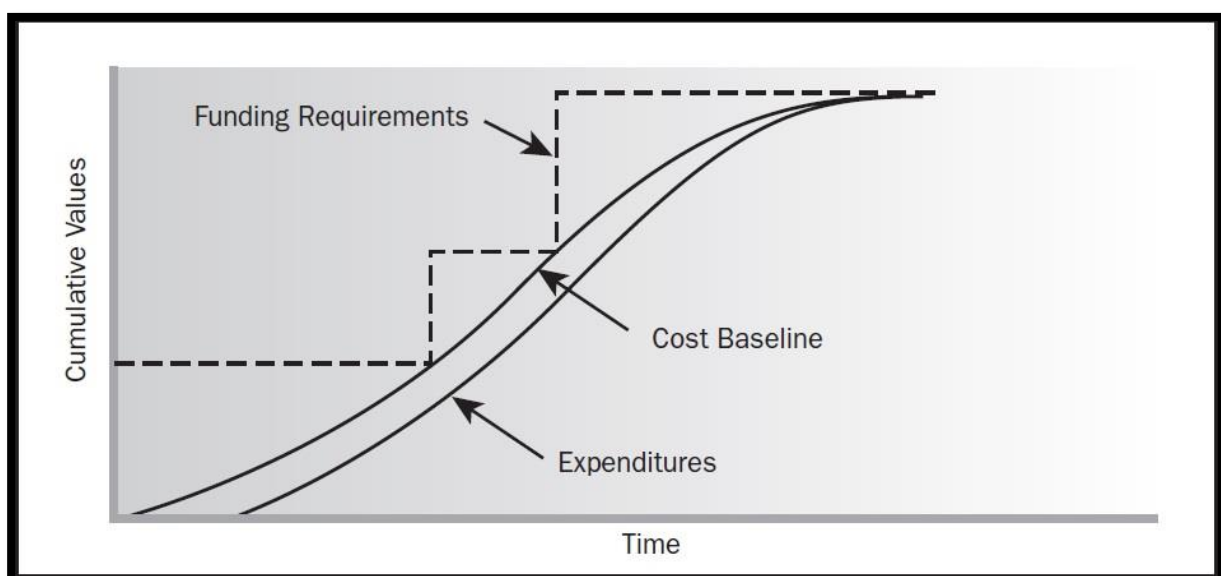 Funding Requirements
Cumulative Values
Cost Baseline
Expenditures
Time